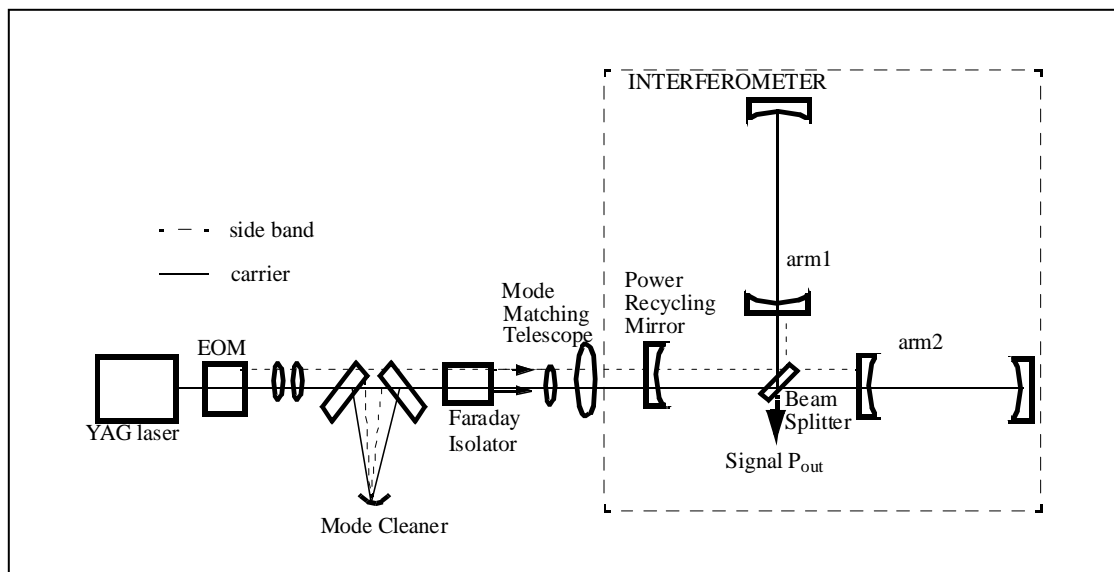 INTERFEROMETER
side band
carrier
arm1
Power
Recycling
Mirror
Mode
Matching
Telescope
EOM
arm2
YAG laser
Faraday
Isolator
Beam
Splitter
Signal Pout
Mode Cleaner